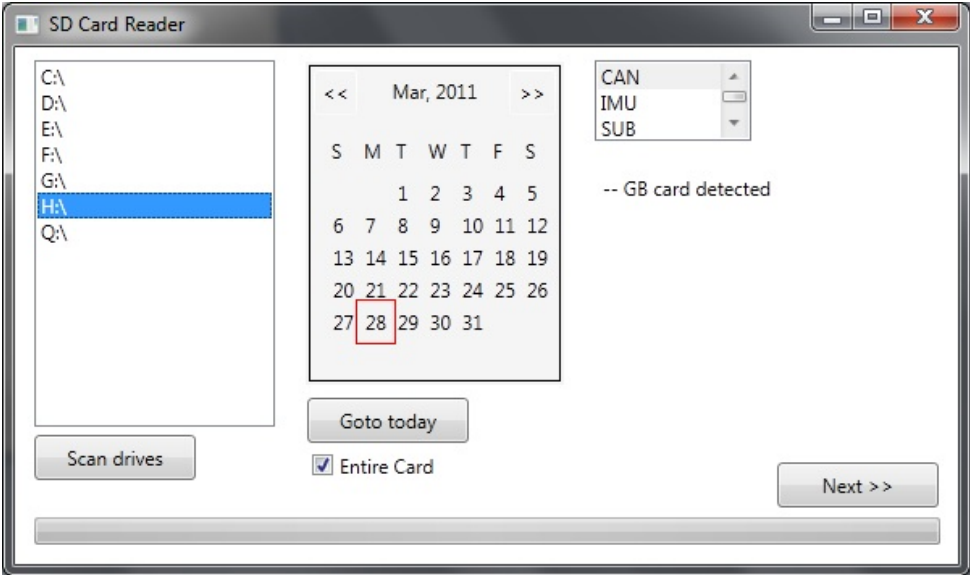 SD Card Reader
C:\
D:\
E:\
F:\
G:\
H:\
Q:\
Scan drives
<< Mar, 2011 >>
S M T W T F S
1 2 3 4 5
6 7 8 9 10 11 12
13 14 15 16 17 18 19
20 21 22 23 24 25 26
27 28 29 30 31
Goto today
Entire Card
CAN
IMU
SUB
-- GB card detected
Next >>